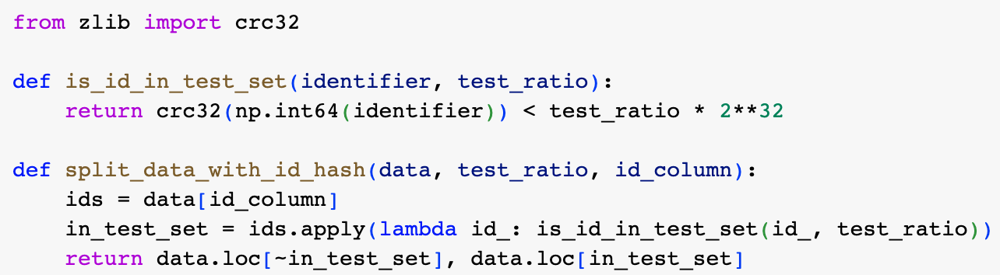 from zlib import crc32

def is_id_in_test_set(identifier, test_ratio):
    return crc32(np.int64(identifier)) < test_ratio * 2**32

def split_data_with_id_hash(data, test_ratio, id_column):
    ids = data[id_column]
    in_test_set = ids.apply(lambda id_: is_id_in_test_set(id_, test_ratio))
    return data.loc[~in_test_set], data.loc[in_test_set]